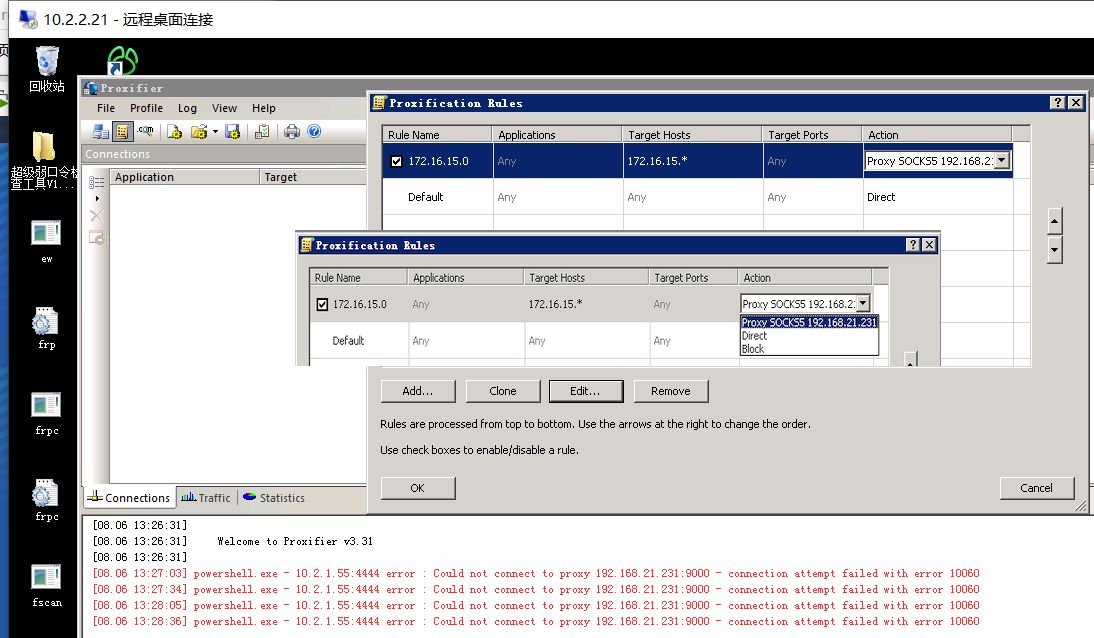 10.2.2.21 - 远程桌面连接
回收站
Proxifier
File Profile Log View Help
Connections
Application Target
Proxification Rules
Rule Name Applications Target Hosts Target Ports Action
172.16.15.0 Any 172.16.15.* Any Proxy SOCKS5 192.168.2
Default Any Any Any Direct
超级弱口令检
查工具V1...
ew
frp
frpc
frpc
fscan
Proxification Rules
Rule Name Applications Target Hosts Target Ports Action
172.16.15.0 Any 172.16.15.* Any Proxy SOCKS5 192.168.2
Proxy SOCKS5 192.168.21.231
Default Any Any Any Direct
Block
Add... Clone Edit... Remove
Rules are processed from top to bottom. Use the arrows at the right to change the order.
Use check boxes to enable/disable a rule.
OK Cancel
Connections Traffic Statistics
[08.06 13:26:31]
[08.06 13:26:31] Welcome to Proxifier v3.31
[08.06 13:26:31]
[08.06 13:27:03] powershell.exe - 10.2.1.55:4444 error : Could not connect to proxy 192.168.21.231:9000 - connection attempt failed with error 10060
[08.06 13:27:34] powershell.exe - 10.2.1.55:4444 error : Could not connect to proxy 192.168.21.231:9000 - connection attempt failed with error 10060
[08.06 13:28:05] powershell.exe - 10.2.1.55:4444 error : Could not connect to proxy 192.168.21.231:9000 - connection attempt failed with error 10060
[08.06 13:28:36] powershell.exe - 10.2.1.55:4444 error : Could not connect to proxy 192.168.21.231:9000 - connection attempt failed with error 10060